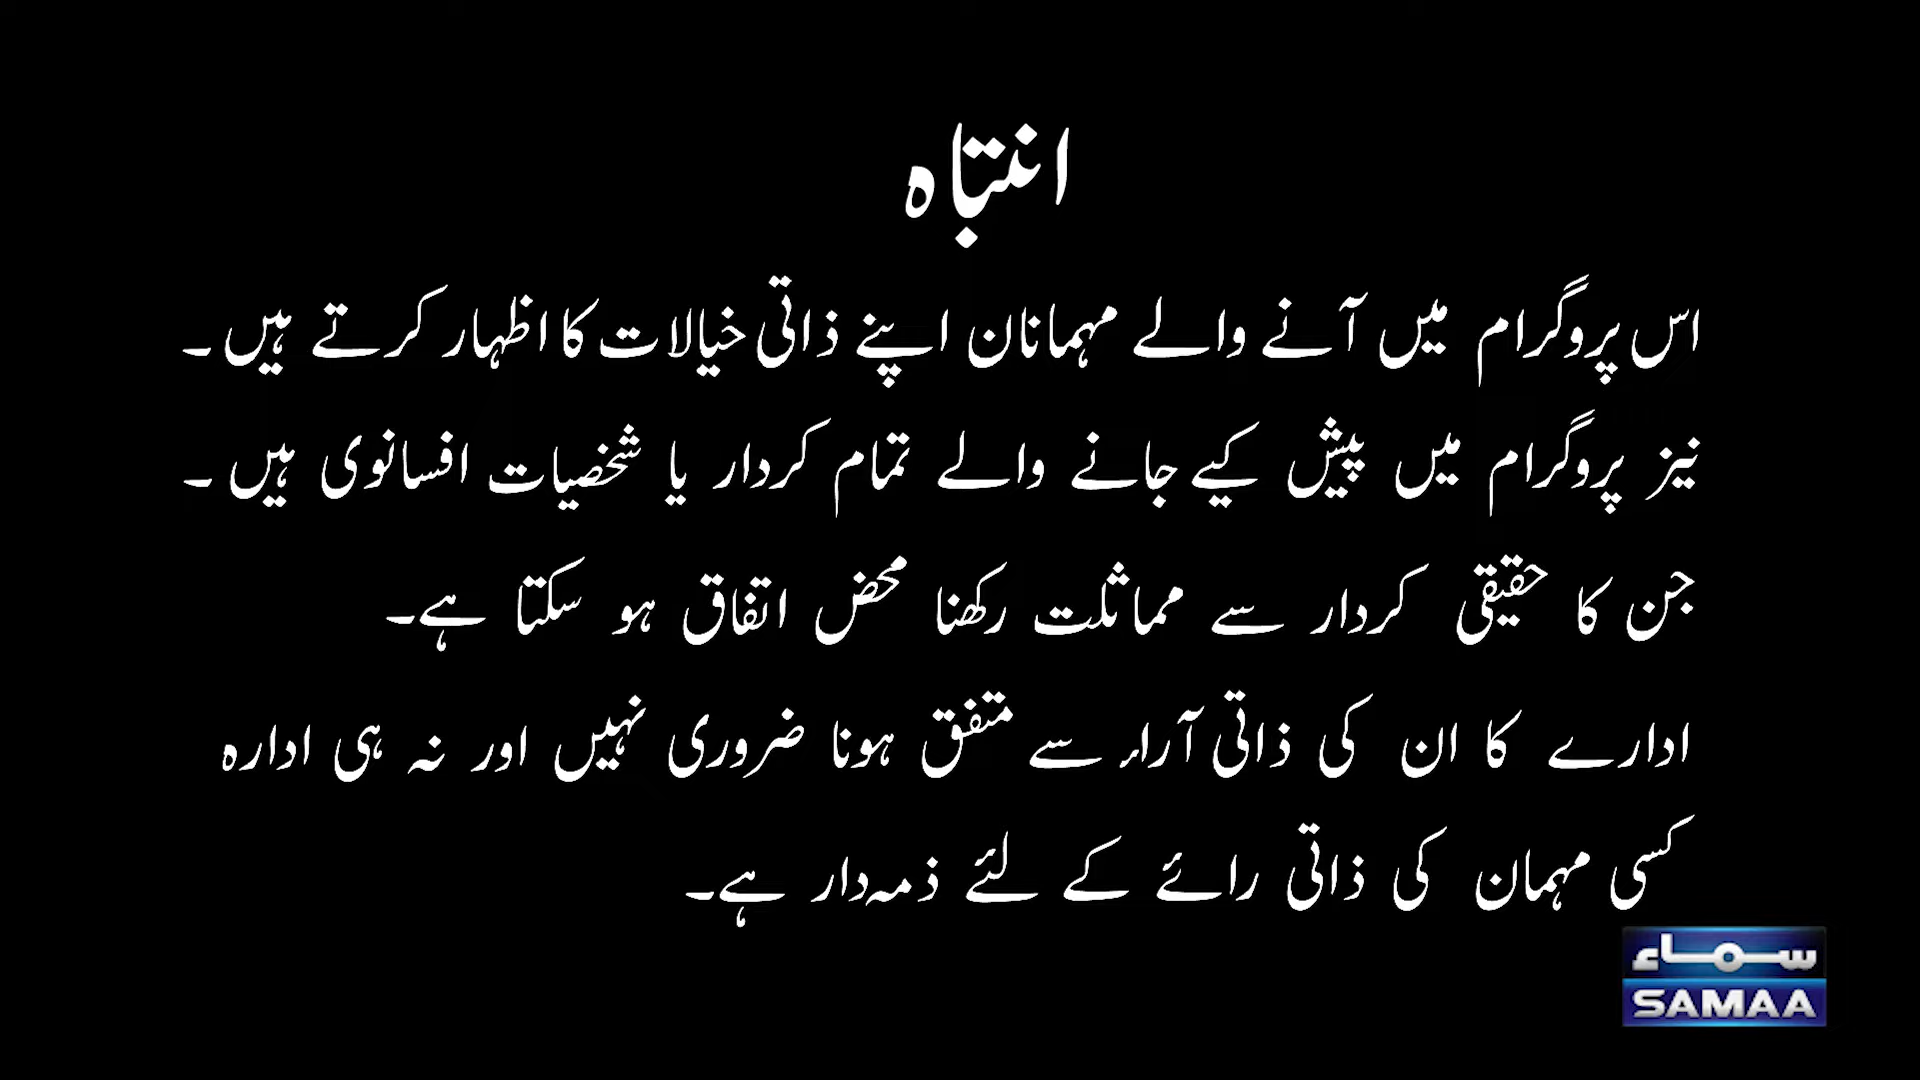 انتباہ
اس پروگرام میں آنے والے مہمانان اپنے ذاتی خیالات کا اظہار کرتے ہیں۔
نیز پروگرام میں پیش کیے جانے والے تمام کردار یا شخصیات افسانوی ہیں۔
جن کا حقیقی کردار سے مماثلت رکھنا محض اتفاق ہو سکتا ہے۔
ادارے کا ان کی ذاتی آراء سے متفق ہونا ضروری نہیں اور نہ ہی ادارہ
کسی مہمان کی ذاتی رائے کے لئے ذمہ دار ہے۔
سماء
SAMAA